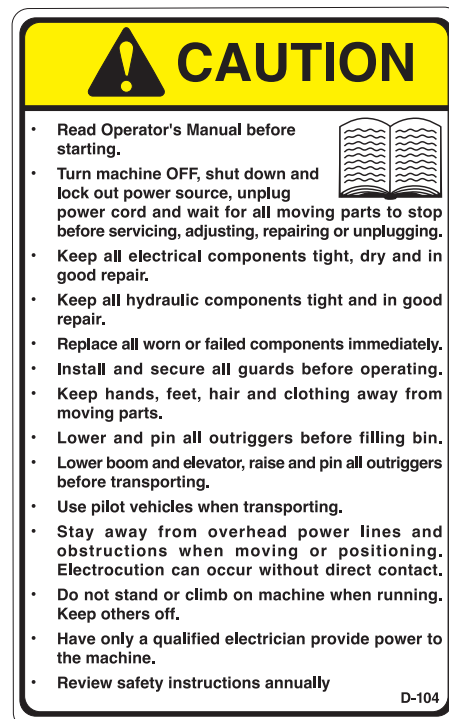 CAUTION
· Read Operator's Manual before
starting.
· Turn machine OFF, shut down and
lock out power source, unplug
power cord and wait for all moving parts to stop
before servicing, adjusting, repairing or unplugging.
· Keep all electrical components tight, dry and in
good repair.
· Keep all hydraulic components tight and in good
repair.
· Replace all worn or failed components immediately.
· Install and secure all guards before operating.
· Keep hands, feet, hair and clothing away from
moving parts.
· Lower and pin all outriggers before filling bin.
· Lower boom and elevator, raise and pin all outriggers
before transporting.
· Use pilot vehicles when transporting.
· Stay away from overhead power lines and
obstructions when moving or positioning.
Electrocution can occur without direct contact.
· Do not stand or climb on machine when running.
Keep others off.
· Have only a qualified electrician provide power to
the machine.
· Review safety instructions annually
D-104